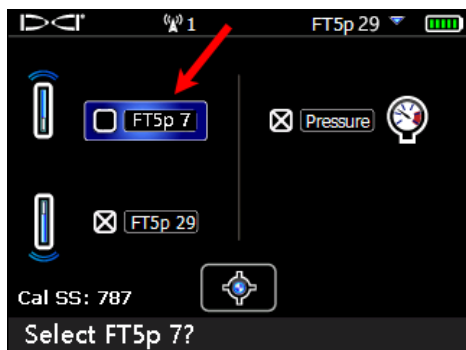 DCI 1 FT5p 29
FT5p 7 Pressure
FT5p 29
Cal SS: 787
Select FT5p 7?